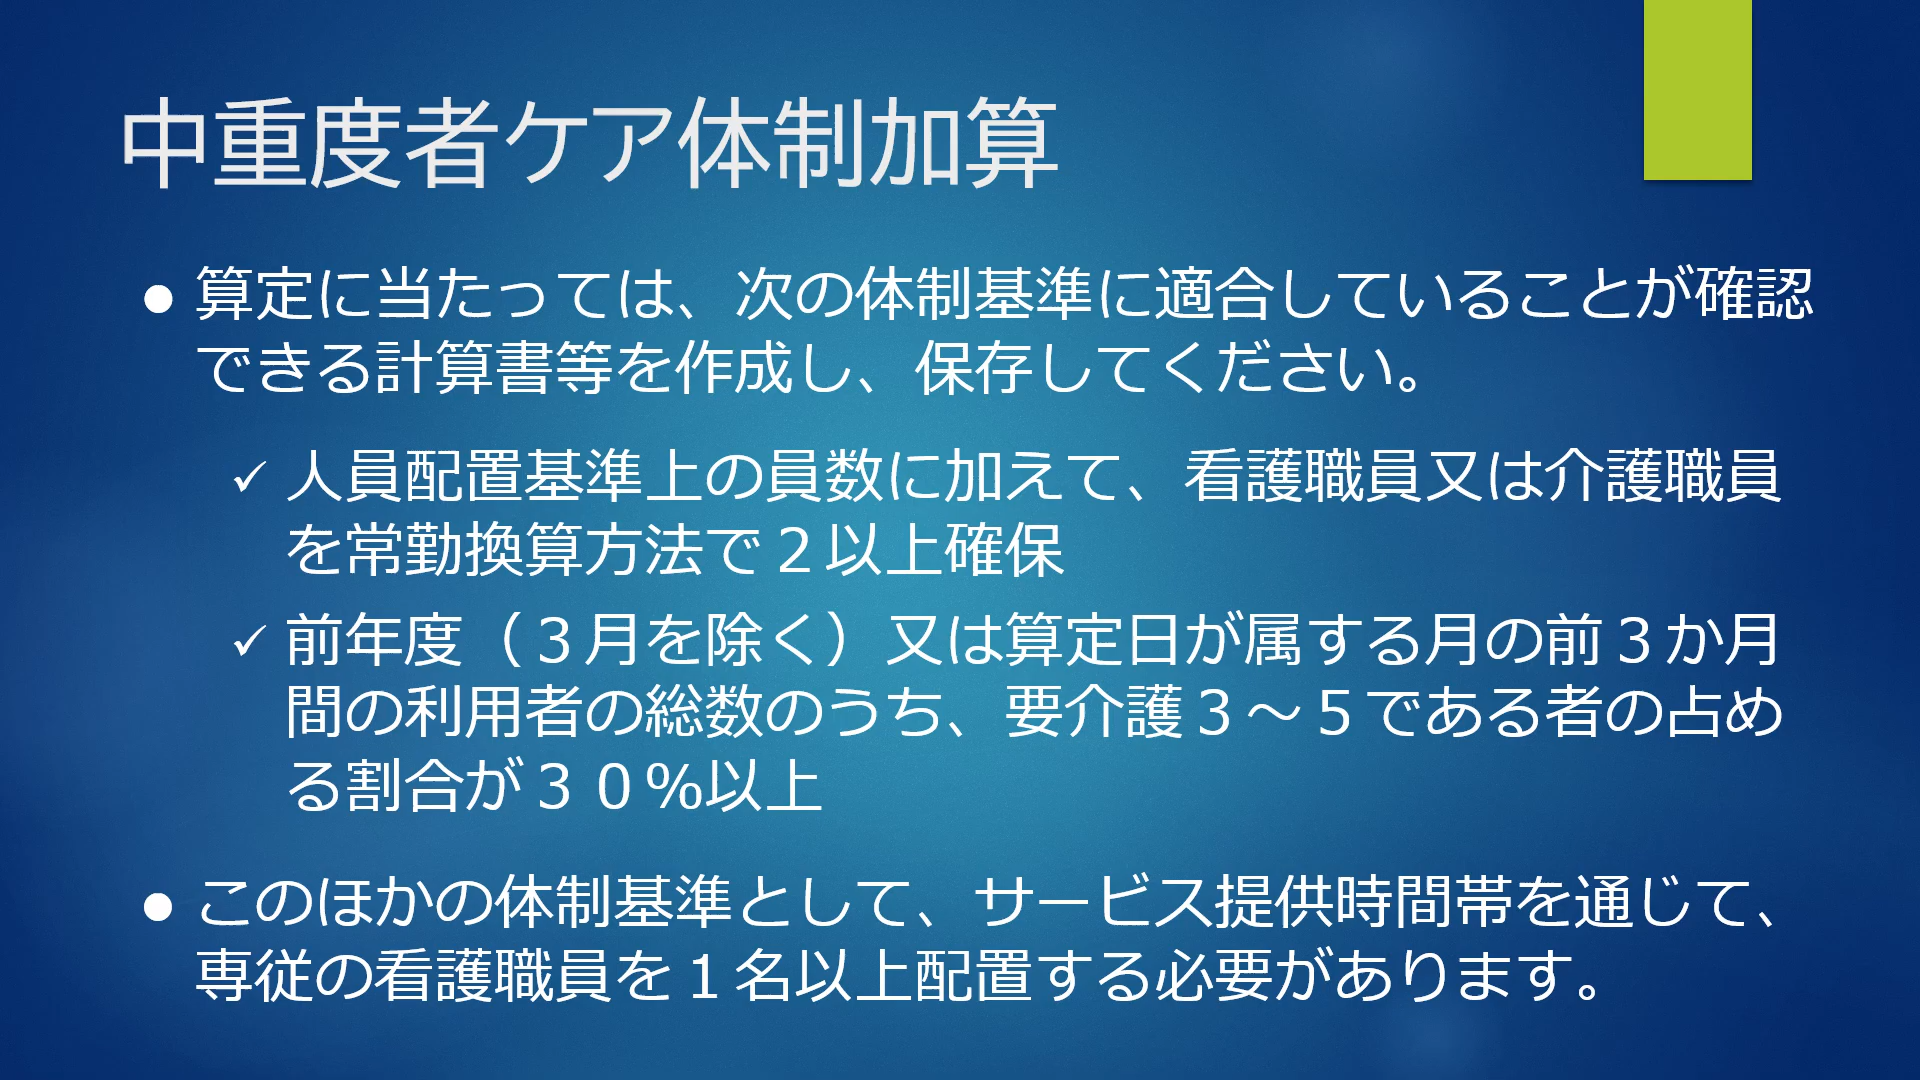 中重度者ケア体制加算
● 算定に当たっては、次の体制基準に適合していることが確認
できる計算書等を作成し、保存してください。
✓ 人員配置基準上の員数に加えて、看護職員又は介護職員
を常勤換算方法で２以上確保
✓ 前年度（３月を除く）又は算定日が属する月の前３か月
間の利用者の総数のうち、要介護３～５である者の占め
る割合が３０％以上
● このほかの体制基準として、サービス提供時間帯を通じて、
専従の看護職員を１名以上配置する必要があります。